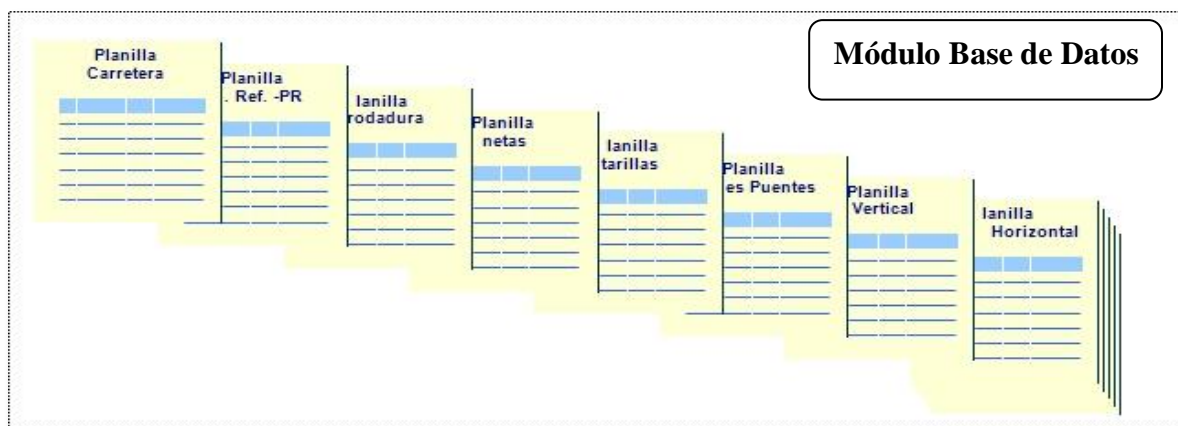 Módulo Base de Datos
Planilla
Carretera
Planilla
. Ref. -PR
lanilla
rodadura
Planilla
netas
lanilla
tarillas
Planilla
es Puentes
Planilla
Vertical
lanilla
Horizontal